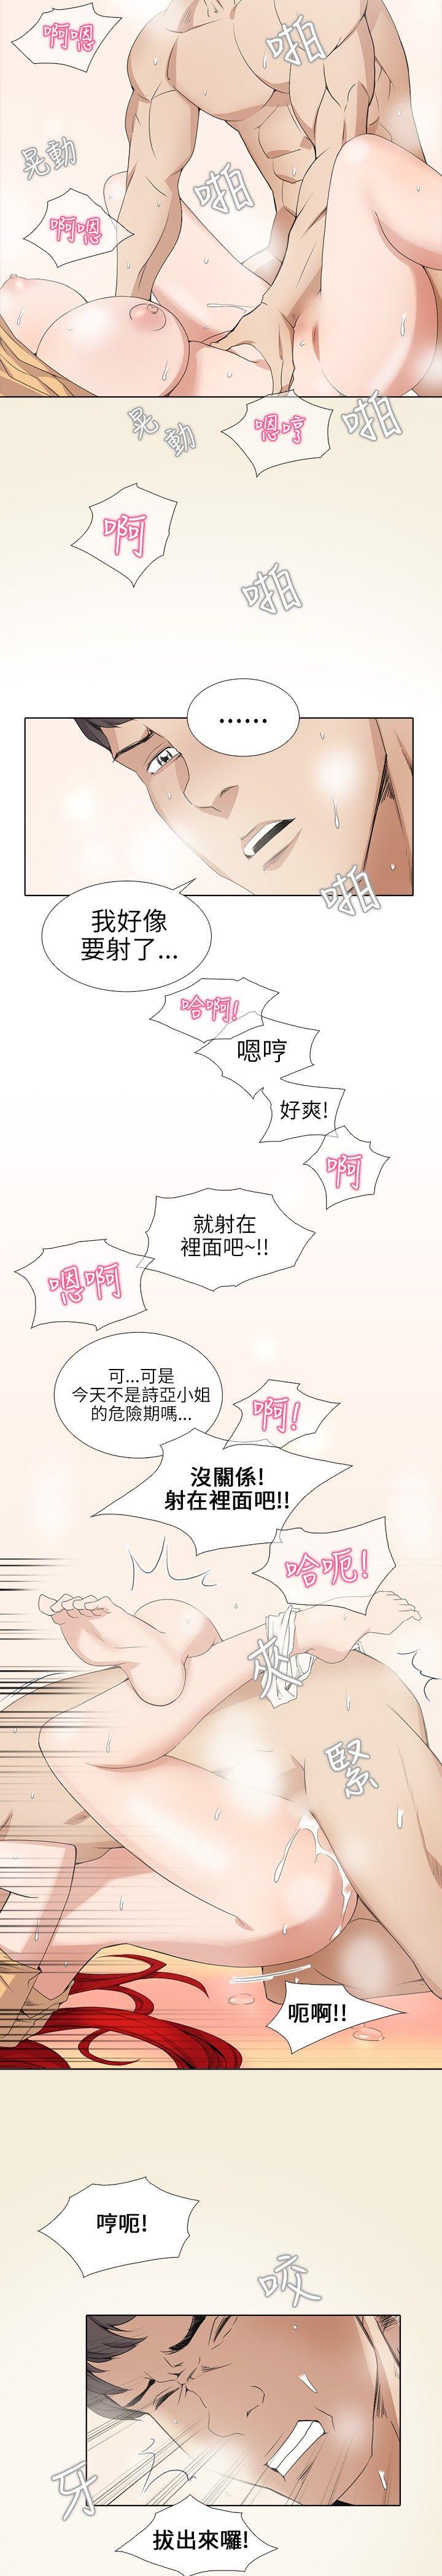 啊嗯
啪
晃動
啪
啊嗯
晃動
嗯哼
啪
啊
啪
……
啪
我好像
要射了...
哈啊!
嗯哼
好爽!
啊
就射在
裡面吧~!!
嗯啊
可...可是
今天不是詩亞小姐
的危險期嗎...
啊!
沒關係!
射在裡面吧!!
哈呃!
夾
緊
呃啊!!
哼呃!
咬
牙
拔出來囉!